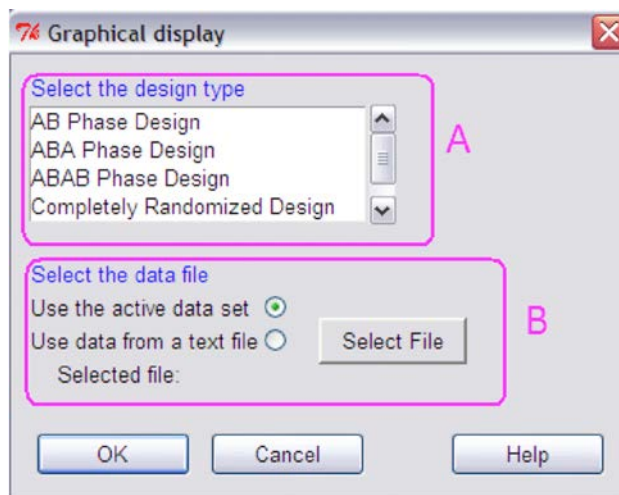 Graphical display
Select the design type
AB Phase Design
ABA Phase Design
ABAB Phase Design
Completely Randomized Design
A
Select the data file
Use the active data set
Use data from a text file
Select File
Selected file:
B
OK
Cancel
Help